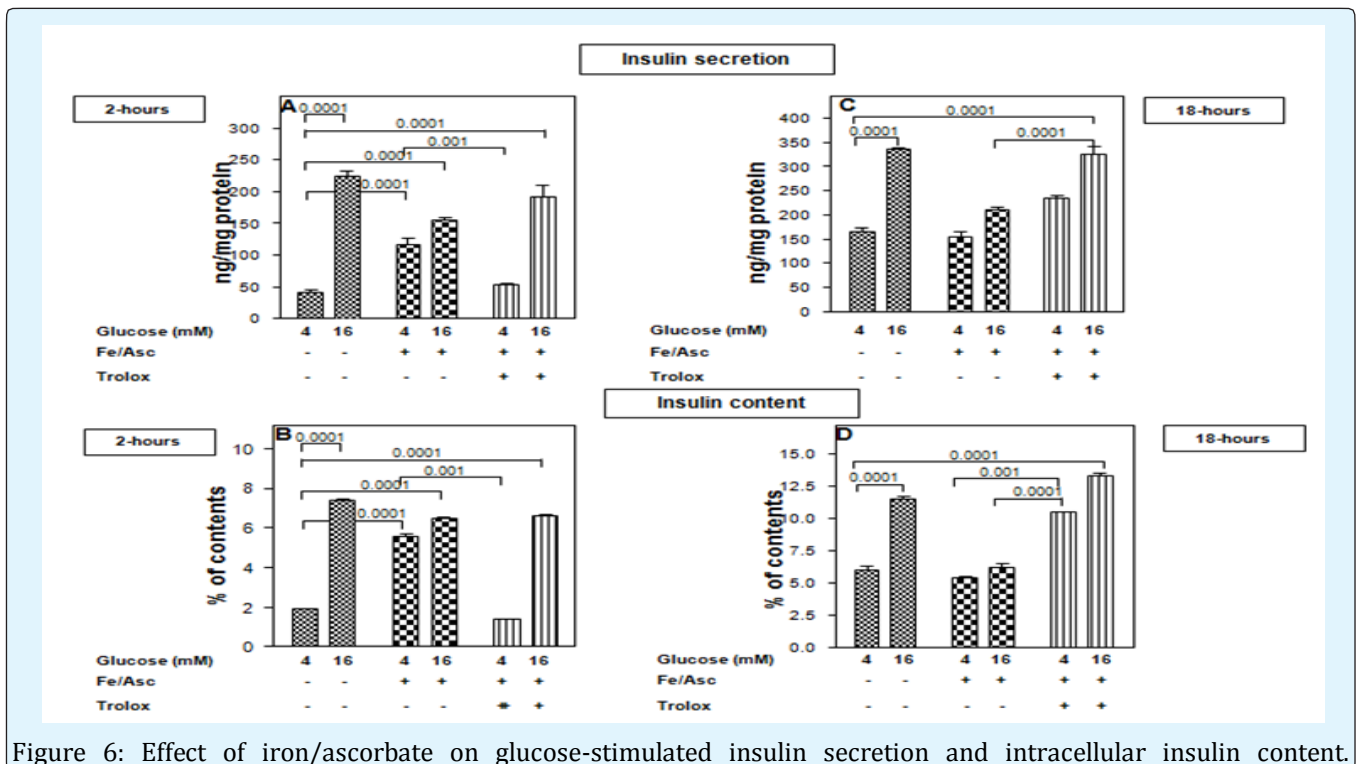 Insulin secretion
2-hours
18-hours
A
0.0001
0.0001
0.001
0.0001
0.0001
ng/mg protein
300
250
200
150
100
50
0
Glucose (mM) 4 16 4 16 4 16
Fe/Asc - - + + + +
Trolox - - - - + +
C
0.0001
0.0001
0.0001
ng/mg protein
400
350
300
250
200
150
100
50
0
Glucose (mM) 4 16 4 16 4 16
Fe/Asc - - + + + +
Trolox - - - - + +
Insulin content
2-hours
18-hours
B
0.0001
0.0001
0.001
0.0001
0.0001
% of contents
10
8
6
4
2
0
Glucose (mM) 4 16 4 16 4 16
Fe/Asc - - + + + +
Trolox - - - - + +
D
0.0001
0.0001
0.001
0.0001
% of contents
15.0
12.5
10.0
7.5
5.0
2.5
0.0
Glucose (mM) 4 16 4 16 4 16
Fe/Asc - - + + + +
Trolox - - - - + +
Figure 6: Effect of iron/ascorbate on glucose-stimulated insulin secretion and intracellular insulin content.